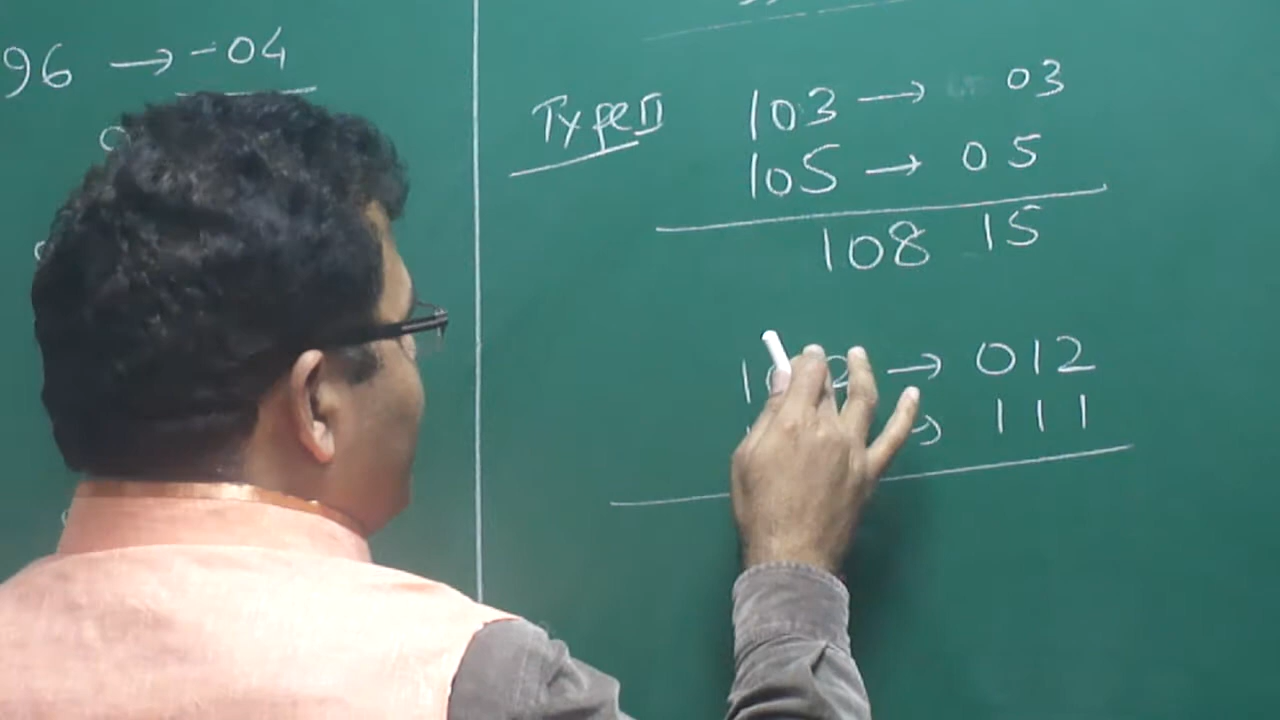 96 → -04
Type II
103 → 03
105 → 05
108 15
→ 012
→ 111